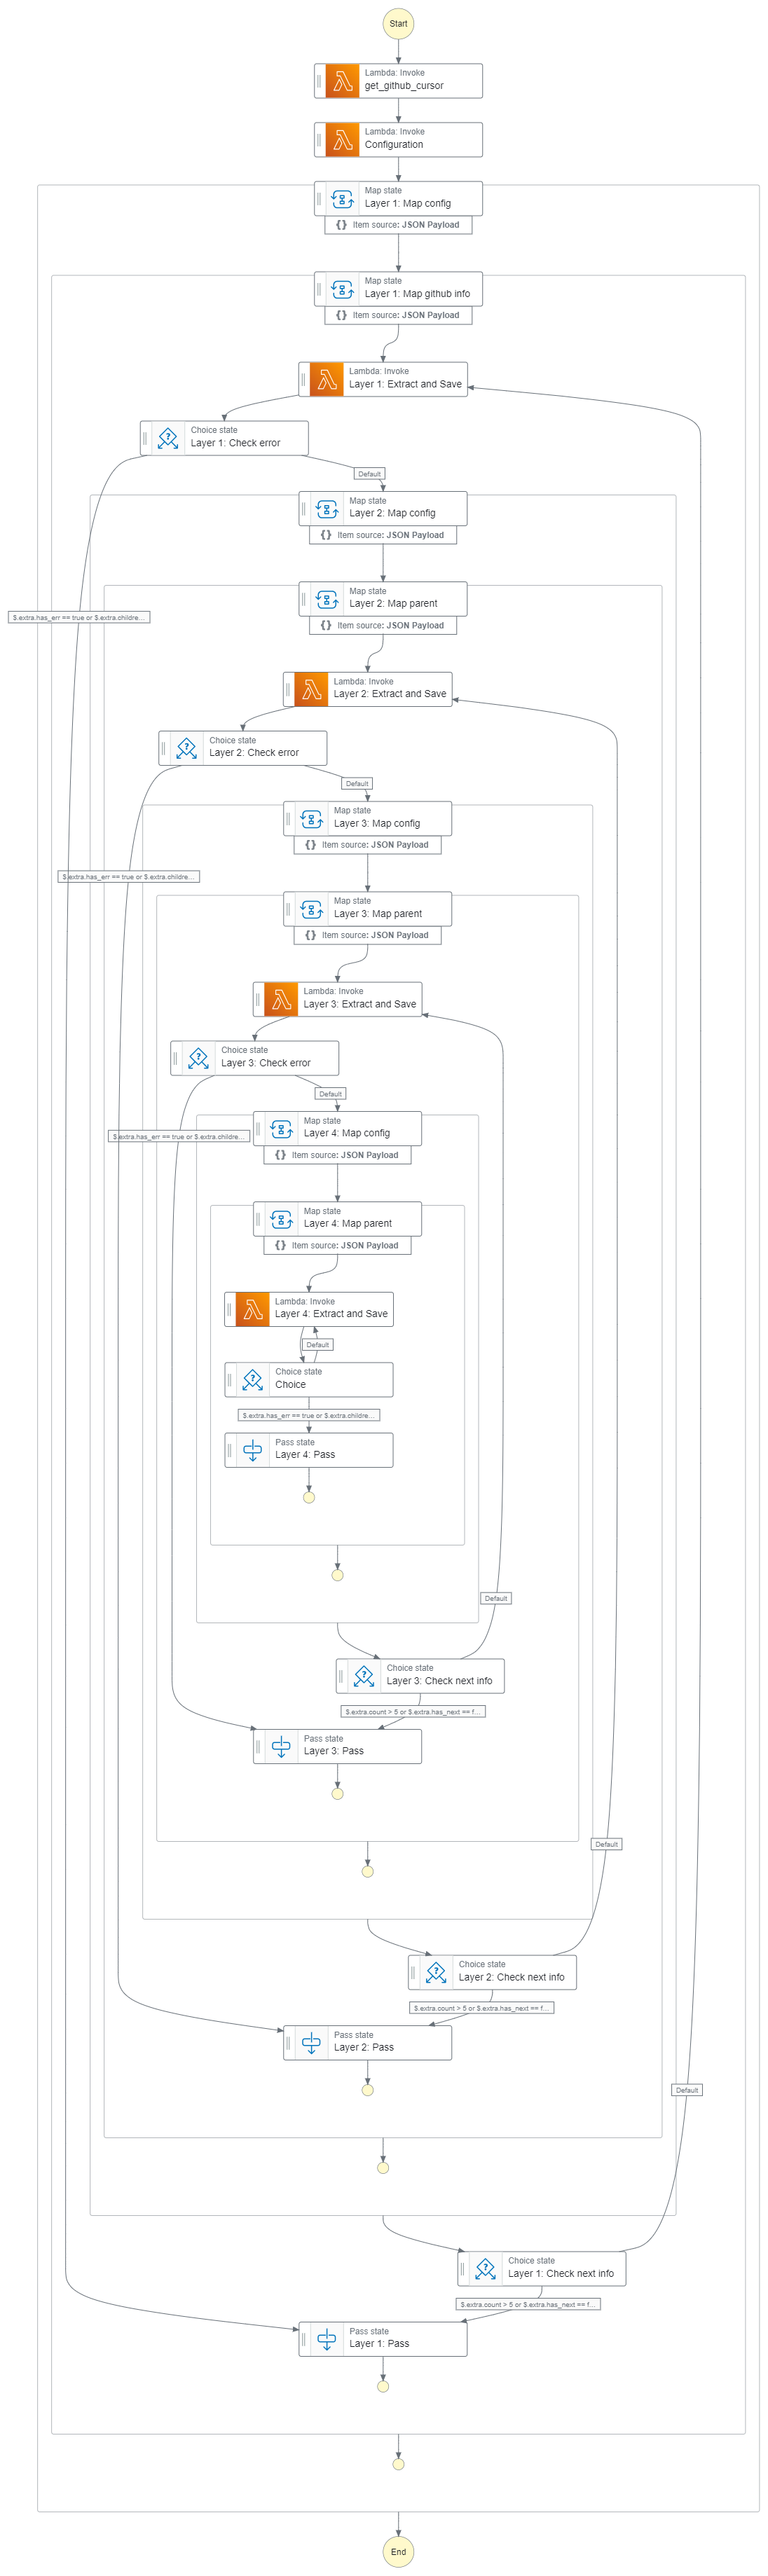 Start
Lambda: Invoke
get_github_cursor
Lambda: Invoke
Configuration
Map state
Layer 1: Map config
{} Item source: JSON Payload
Map state
Layer 1: Map github info
{} Item source: JSON Payload
Lambda: Invoke
Layer 1: Extract and Save
Choice state
Layer 1: Check error
Default
Map state
Layer 2: Map config
{} Item source: JSON Payload
Map state
Layer 2: Map parent
$.extra.has_err == true or $.extra.childre...
{} Item source: JSON Payload
Lambda: Invoke
Layer 2: Extract and Save
Choice state
Layer 2: Check error
Default
Map state
Layer 3: Map config
{} Item source: JSON Payload
$.extra.has_err == true or $.extra.childre...
Map state
Layer 3: Map parent
{} Item source: JSON Payload
Lambda: Invoke
Layer 3: Extract and Save
Choice state
Layer 3: Check error
Default
Map state
Layer 4: Map config
$.extra.has_err == true or $.extra.childre...
{} Item source: JSON Payload
Map state
Layer 4: Map parent
{} Item source: JSON Payload
Lambda: Invoke
Layer 4: Extract and Save
Default
Choice state
Choice
$.extra.has_err == true or $.extra.childre...
Pass state
Layer 4: Pass
Default
Choice state
Layer 3: Check next info
$.extra.count > 5 or $.extra.has_next == f...
Pass state
Layer 3: Pass
Default
Choice state
Layer 2: Check next info
$.extra.count > 5 or $.extra.has_next == f...
Pass state
Layer 2: Pass
Default
Choice state
Layer 1: Check next info
$.extra.count > 5 or $.extra.has_next == f...
Pass state
Layer 1: Pass
End